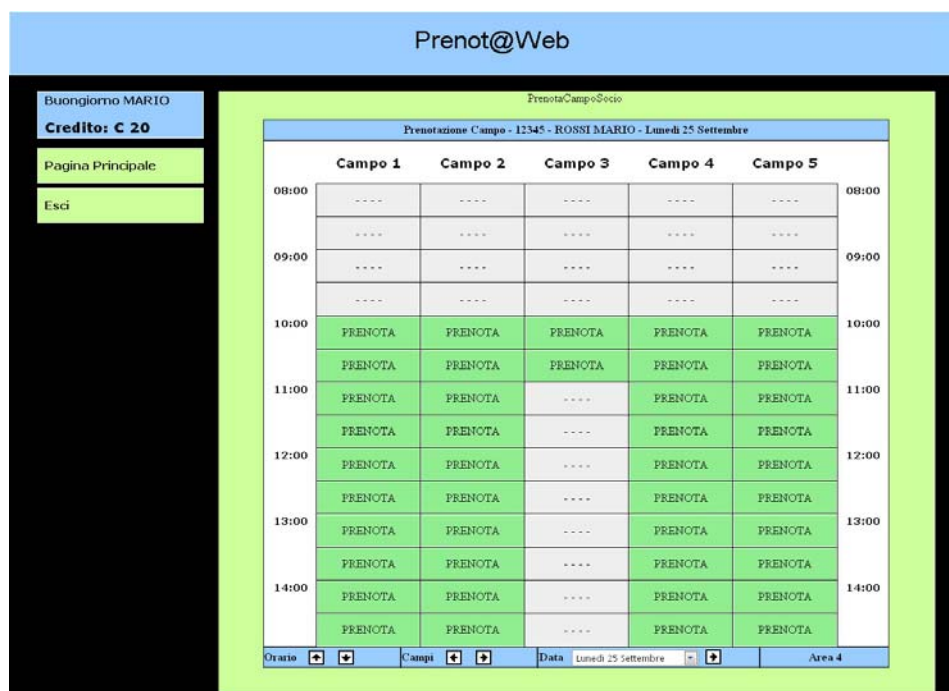 Prenot@Web
Buongiorno MARIO
Credito: C 20
Pagina Principale
Esci
PrenotaCampoSocio
Prenotazione Campo - 12345 - ROSSI MARIO - Lunedi 25 Settembre
Campo 1 Campo 2 Campo 3 Campo 4 Campo 5
08:00 - - - - - - - - - - - - - - - - - - - - 08:00
- - - - - - - - - - - - - - - - - - - -
09:00 - - - - - - - - - - - - - - - - - - - - 09:00
- - - - - - - - - - - - - - - - - - - -
10:00 PRENOTA PRENOTA PRENOTA PRENOTA PRENOTA 10:00
PRENOTA PRENOTA PRENOTA PRENOTA PRENOTA
11:00 PRENOTA PRENOTA - - - - PRENOTA PRENOTA 11:00
PRENOTA PRENOTA - - - - PRENOTA PRENOTA
12:00 PRENOTA PRENOTA - - - - PRENOTA PRENOTA 12:00
PRENOTA PRENOTA - - - - PRENOTA PRENOTA
13:00 PRENOTA PRENOTA - - - - PRENOTA PRENOTA 13:00
PRENOTA PRENOTA - - - - PRENOTA PRENOTA
14:00 PRENOTA PRENOTA - - - - PRENOTA PRENOTA 14:00
PRENOTA PRENOTA - - - - PRENOTA PRENOTA
Orario Campi Data Lunedi 25 Settembre Area 4